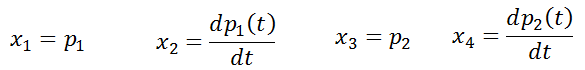 x₁ = p₁ x₂ = dp₁(t)/dt x₃ = p₂ x₄ = dp₂(t)/dt